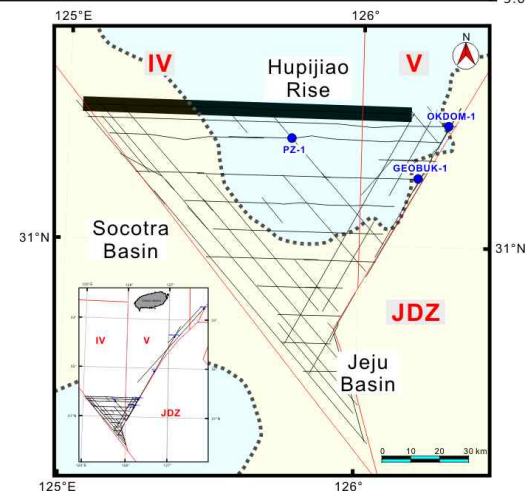 125°E
126°
N
IV
V
Hupijiao
Rise
OKDOM-1
PZ-1
GEOBUK-1
31°N
31°N
Socotra
Basin
JDZ
IV
V
JDZ
Jeju
Basin
0 10 20 30 km
125°E
126°E